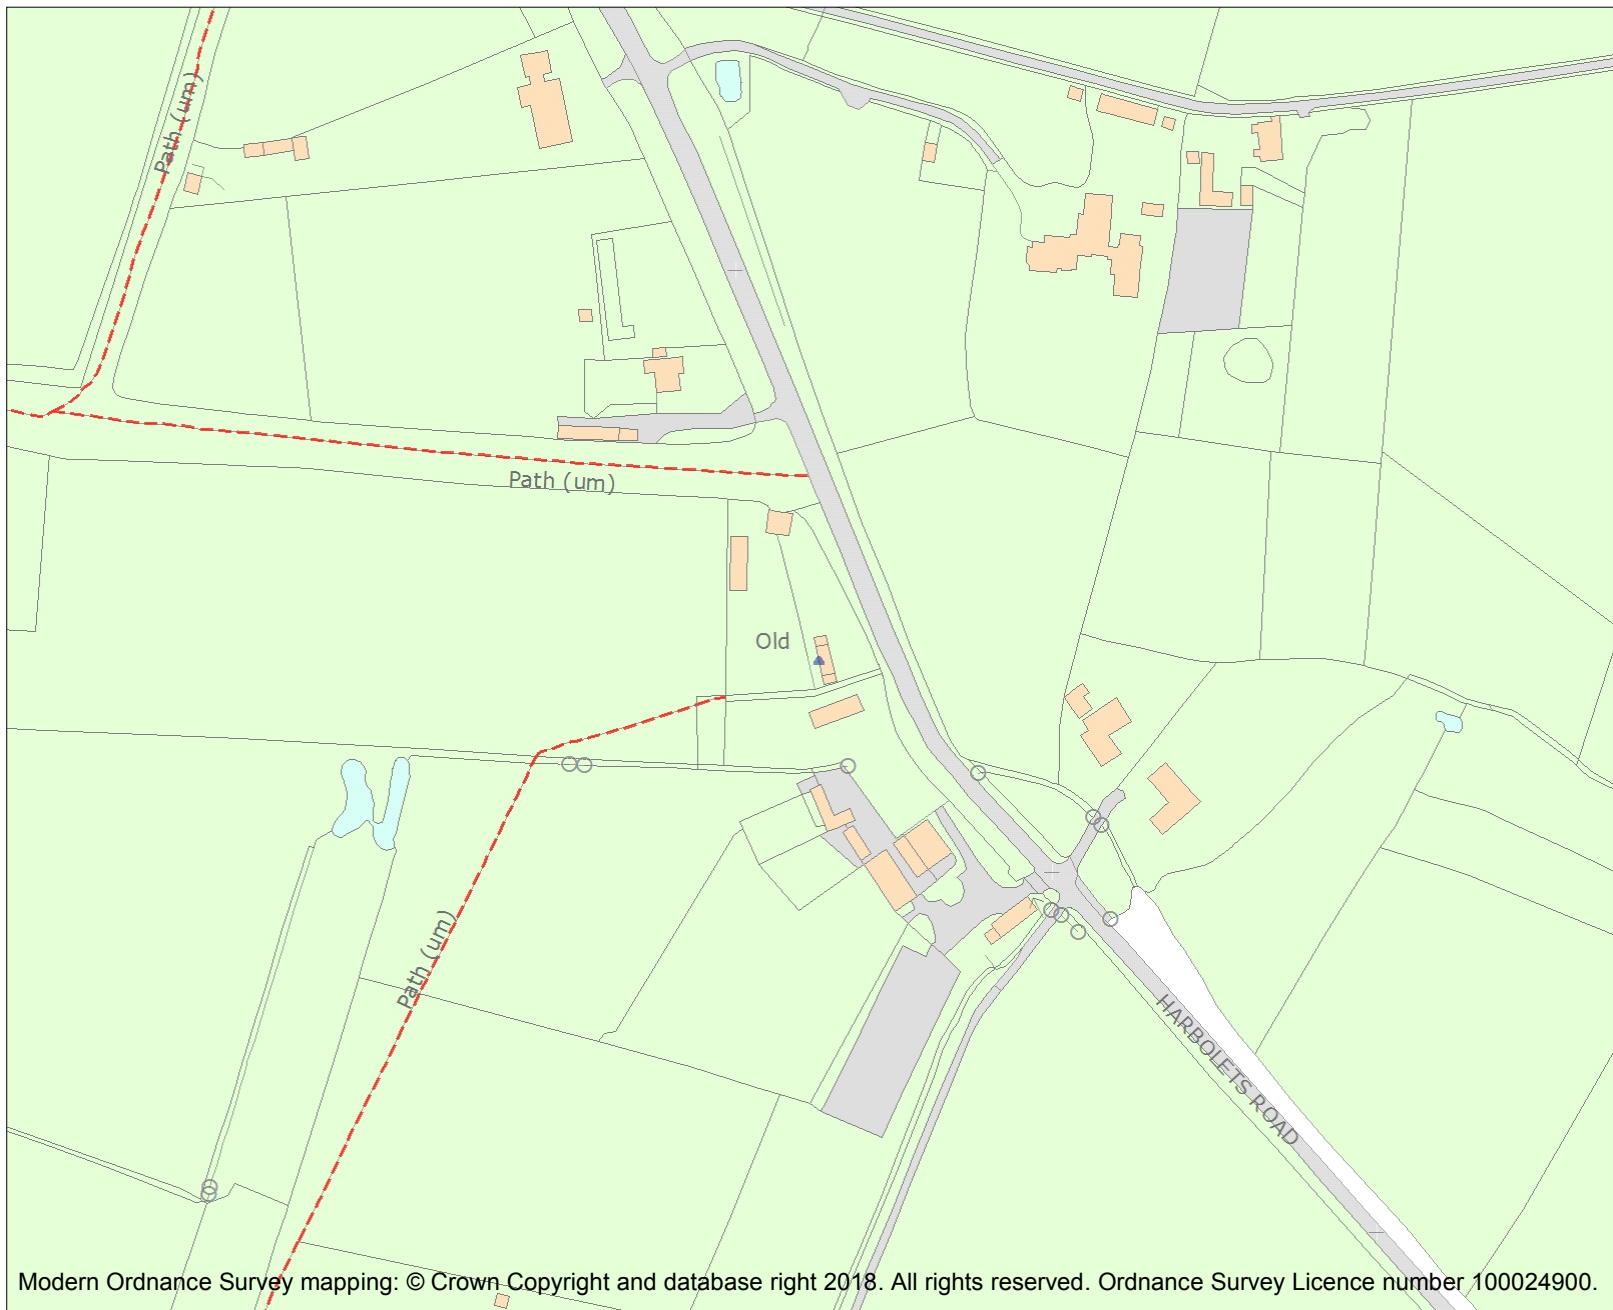 Path (um)
Path (um)
Old
Path (um)
HARBOLETS ROAD
Modern Ordnance Survey mapping: © Crown Copyright and database right 2018. All rights reserved. Ordnance Survey Licence number 100024900.